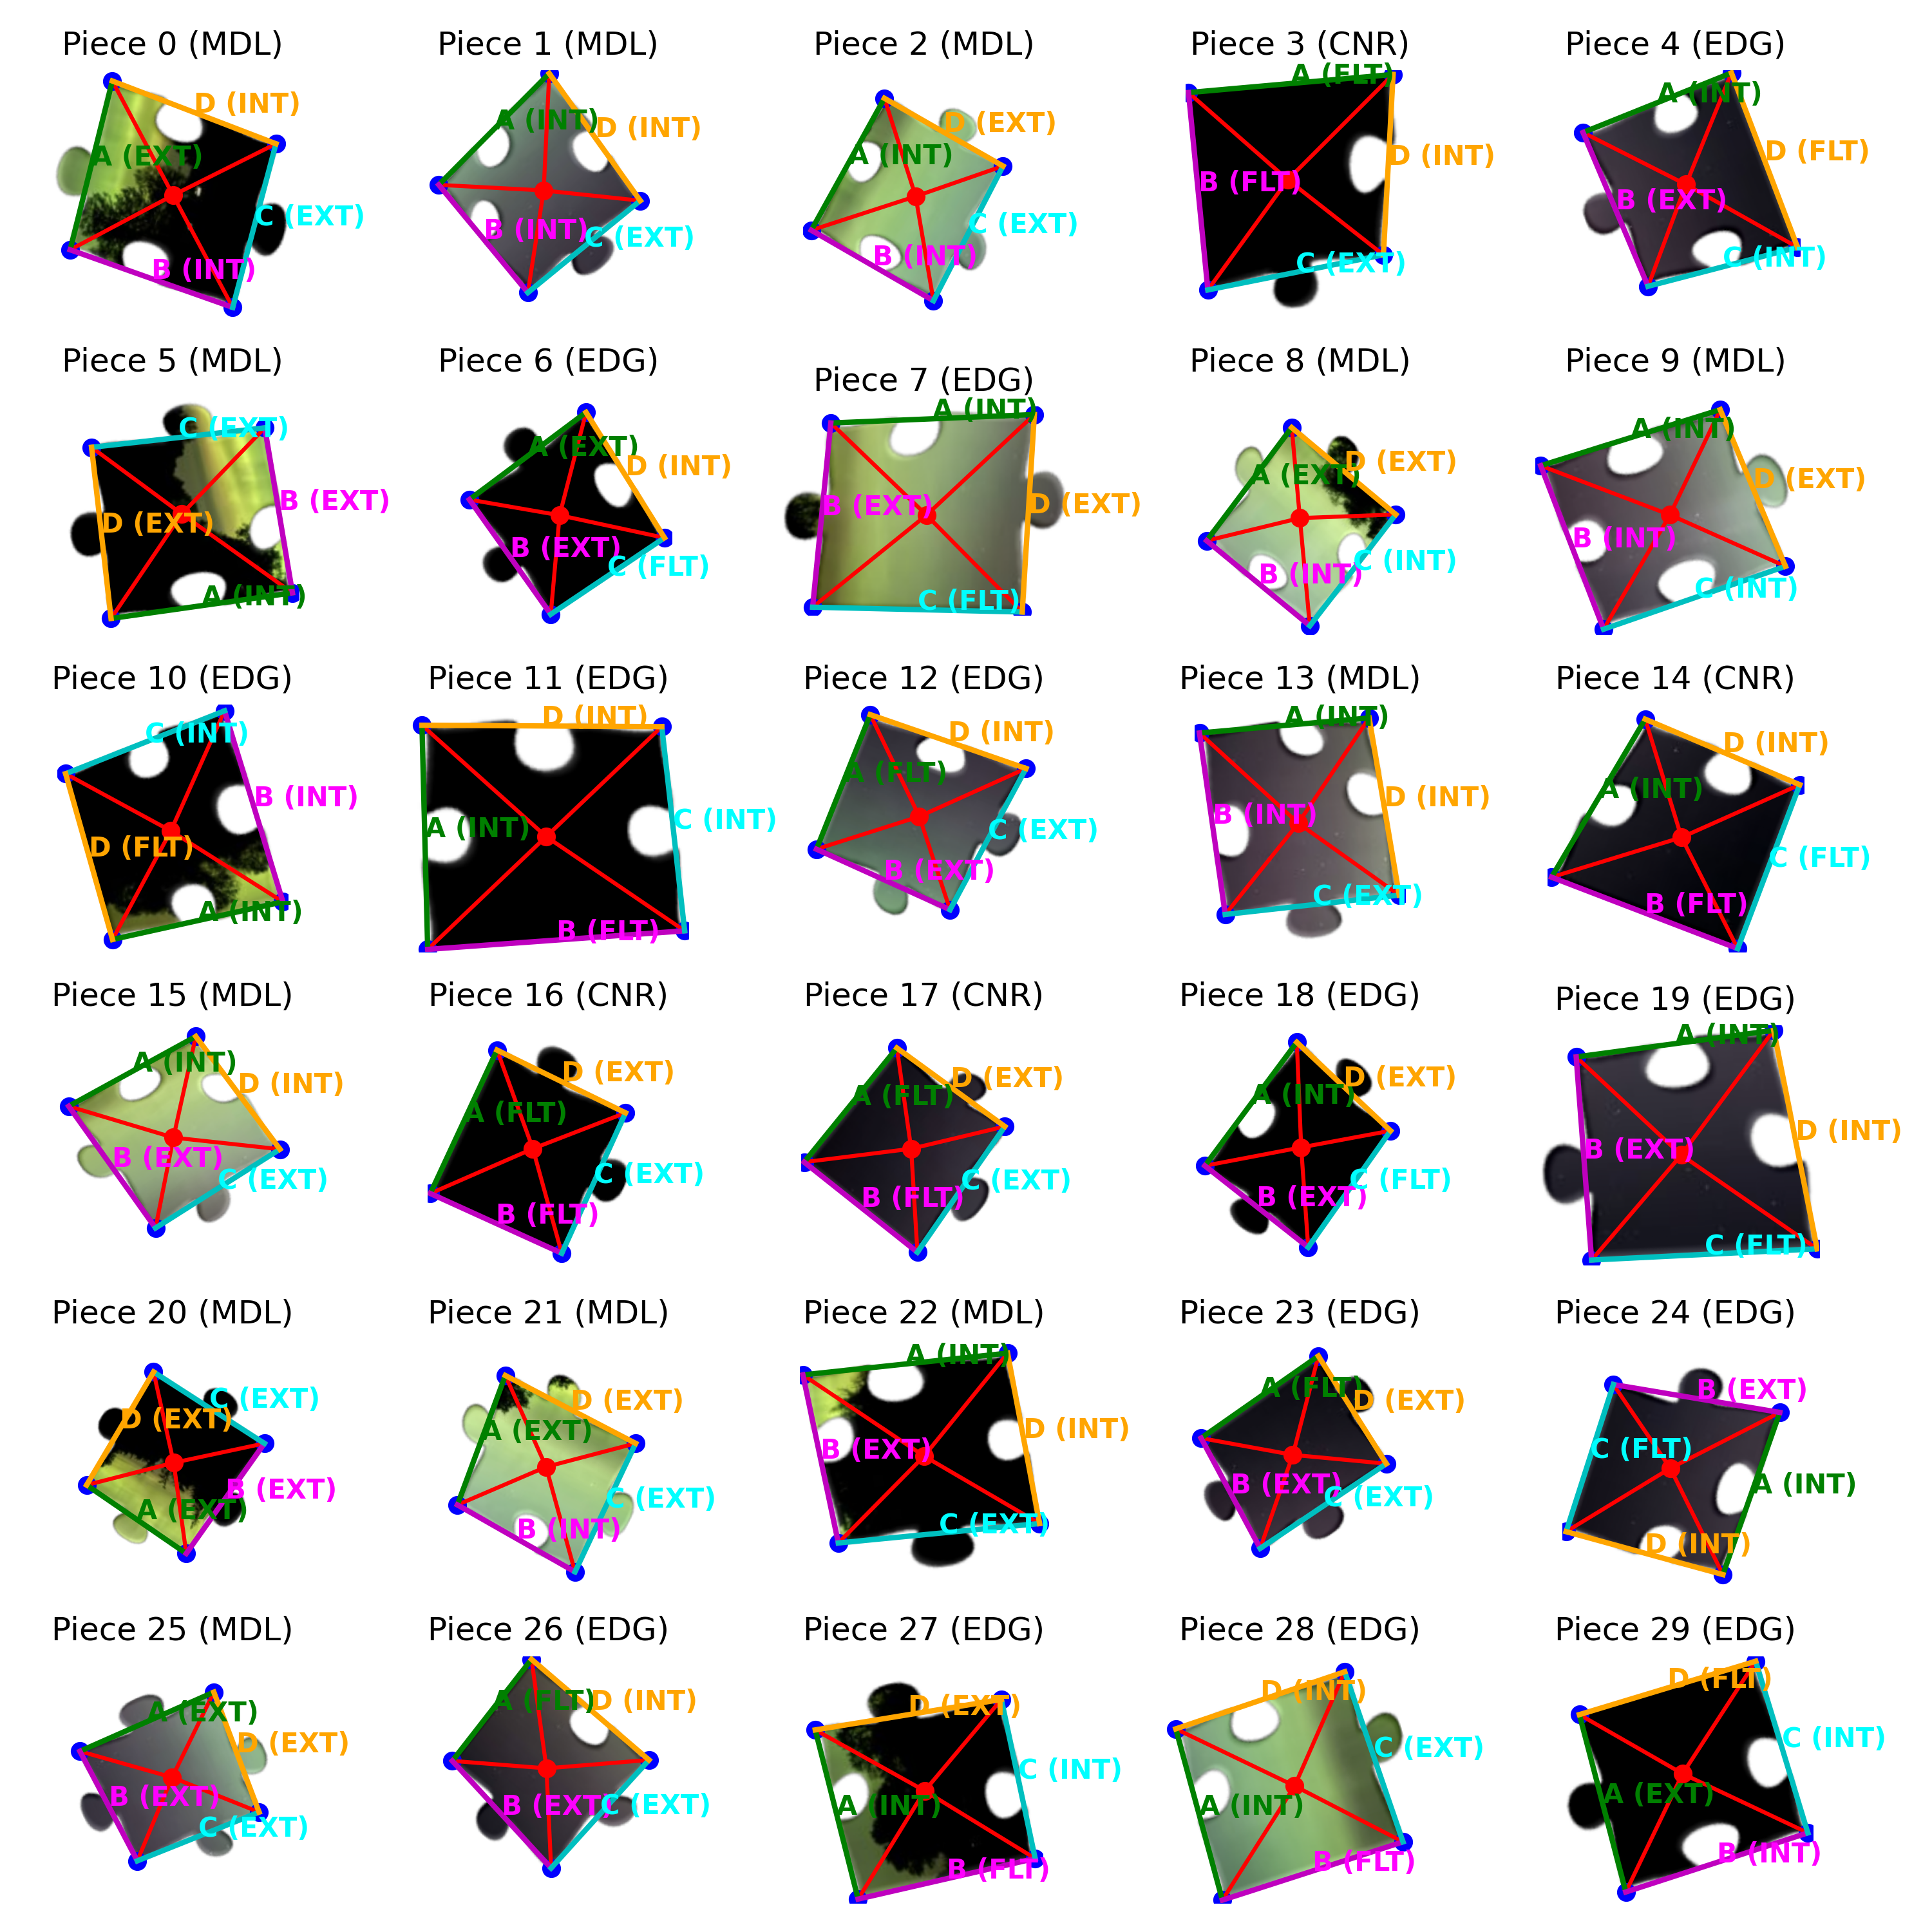 Piece 0 (MDL)
Piece 1 (MDL)
Piece 2 (MDL)
Piece 3 (CNR)
Piece 4 (EDG)
A (EXT)
B (INT)
C (EXT)
D (INT)
A (INT)
B (INT)
C (EXT)
D (INT)
A (INT)
B (INT)
C (EXT)
D (EXT)
A (FLT)
B (FLT)
C (EXT)
D (INT)
A (INT)
B (EXT)
C (INT)
D (FLT)
Piece 5 (MDL)
Piece 6 (EDG)
Piece 7 (EDG)
Piece 8 (MDL)
Piece 9 (MDL)
A (INT)
B (EXT)
C (EXT)
D (EXT)
A (EXT)
B (EXT)
C (FLT)
D (INT)
A (INT)
B (EXT)
C (FLT)
D (EXT)
A (EXT)
B (INT)
C (INT)
D (EXT)
A (INT)
B (INT)
C (INT)
D (EXT)
Piece 10 (EDG)
Piece 11 (EDG)
Piece 12 (EDG)
Piece 13 (MDL)
Piece 14 (CNR)
A (INT)
B (INT)
C (INT)
D (FLT)
A (INT)
B (FLT)
C (INT)
D (INT)
A (FLT)
B (EXT)
C (EXT)
D (INT)
A (INT)
B (INT)
C (EXT)
D (INT)
A (INT)
B (FLT)
C (FLT)
D (INT)
Piece 15 (MDL)
Piece 16 (CNR)
Piece 17 (CNR)
Piece 18 (EDG)
Piece 19 (EDG)
A (INT)
B (EXT)
C (EXT)
D (INT)
A (FLT)
B (FLT)
C (EXT)
D (EXT)
A (FLT)
B (FLT)
C (EXT)
D (EXT)
A (INT)
B (EXT)
C (FLT)
D (EXT)
A (INT)
B (EXT)
C (FLT)
D (INT)
Piece 20 (MDL)
Piece 21 (MDL)
Piece 22 (MDL)
Piece 23 (EDG)
Piece 24 (EDG)
A (EXT)
B (EXT)
C (EXT)
D (EXT)
A (EXT)
B (INT)
C (EXT)
D (EXT)
A (INT)
B (EXT)
C (EXT)
D (INT)
A (FLT)
B (EXT)
C (EXT)
D (EXT)
A (INT)
B (EXT)
C (FLT)
D (INT)
Piece 25 (MDL)
Piece 26 (EDG)
Piece 27 (EDG)
Piece 28 (EDG)
Piece 29 (EDG)
A (EXT)
B (EXT)
C (EXT)
D (EXT)
A (FLT)
B (EXT)
C (EXT)
D (INT)
A (INT)
B (FLT)
C (INT)
D (EXT)
A (INT)
B (FLT)
C (EXT)
D (INT)
A (EXT)
B (INT)
C (INT)
D (FLT)